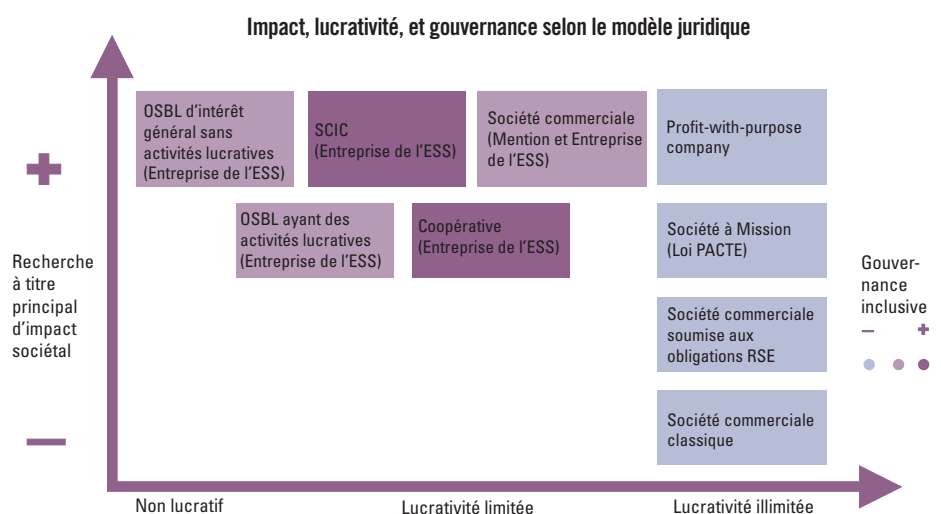 Impact, lucrativité, et gouvernance selon le modèle juridique
OSBL d'intérêt
général sans
activités lucratives
(Entreprise de l'ESS)
SCIC
(Entreprise de l'ESS)
Société commerciale
(Mention et Entreprise
de l'ESS)
Profit-with-purpose
company
OSBL ayant des
activités lucratives
(Entreprise de l'ESS)
Coopérative
(Entreprise de l'ESS)
Société à Mission
(Loi PACTE)
Société commerciale
soumise aux
obligations RSE
Société commerciale
classique
+
Recherche
à titre
principal
d'impact
sociétal
−
Gouver-
nance
inclusive
− +
Non lucratif
Lucrativité limitée
Lucrativité illimitée